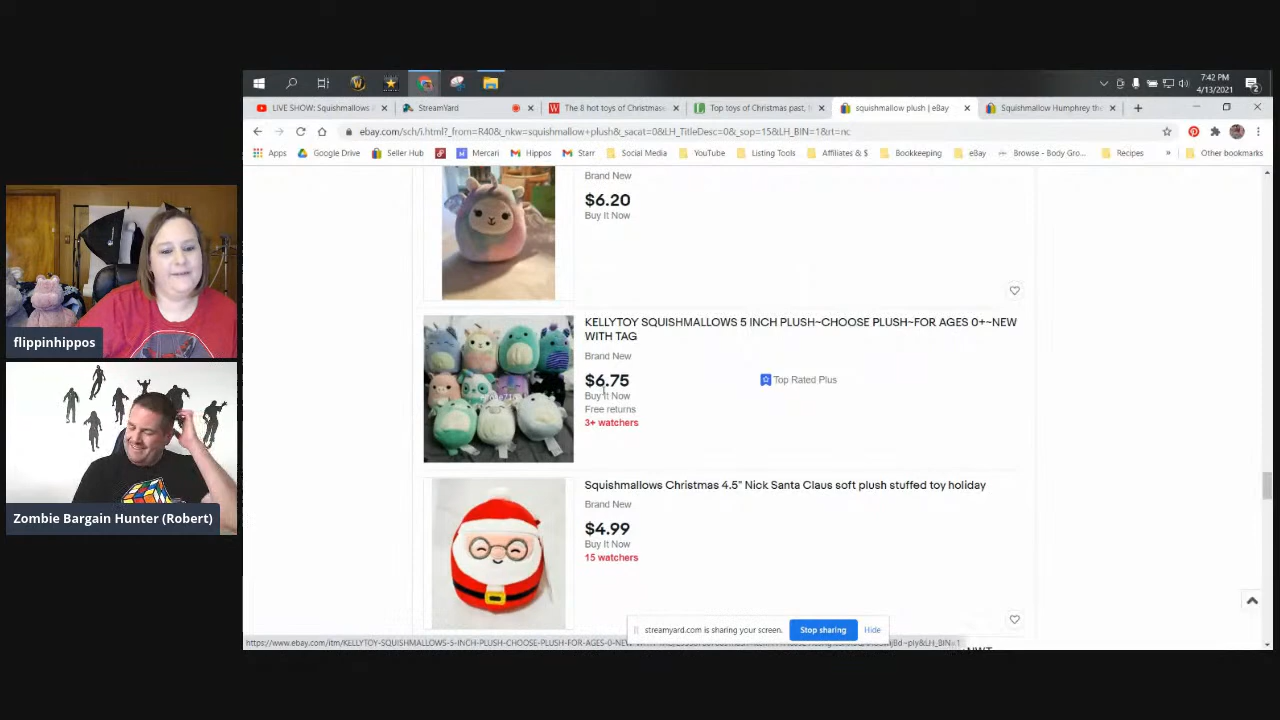 7:42 PM
4/13/2021
LIVE SHOW: Squishmallows
StreamYard
The 8 hot toys of Christmas
Top toys of Christmas past, t
squishmallow plush | eBay
Squishmallow Humphrey the
ebay.com/sch/i.html?_from=R40&_nkw=squishmallow+plush&_sacat=0&LH_TitleDesc=0&_sop=15&LH_BIN=1&rt=nc
Apps
Google Drive
Seller Hub
Mercari
Hippos
Starr
Social Media
YouTube
Listing Tools
Affiliates & $
Bookkeeping
eBay
Browse - Body Gro...
Recipes
»
Other bookmarks
Brand New
$6.20
Buy It Now
KELLYTOY SQUISHMALLOWS 5 INCH PLUSH~CHOOSE PLUSH~FOR AGES 0+~NEW
WITH TAG
Brand New
$6.75
Top Rated Plus
Buy It Now
Free returns
3+ watchers
Squishmallows Christmas 4.5" Nick Santa Claus soft plush stuffed toy holiday
Brand New
$4.99
Buy It Now
15 watchers
streamyard.com is sharing your screen.
Stop sharing
Hide
flippinhippos
Zombie Bargain Hunter (Robert)